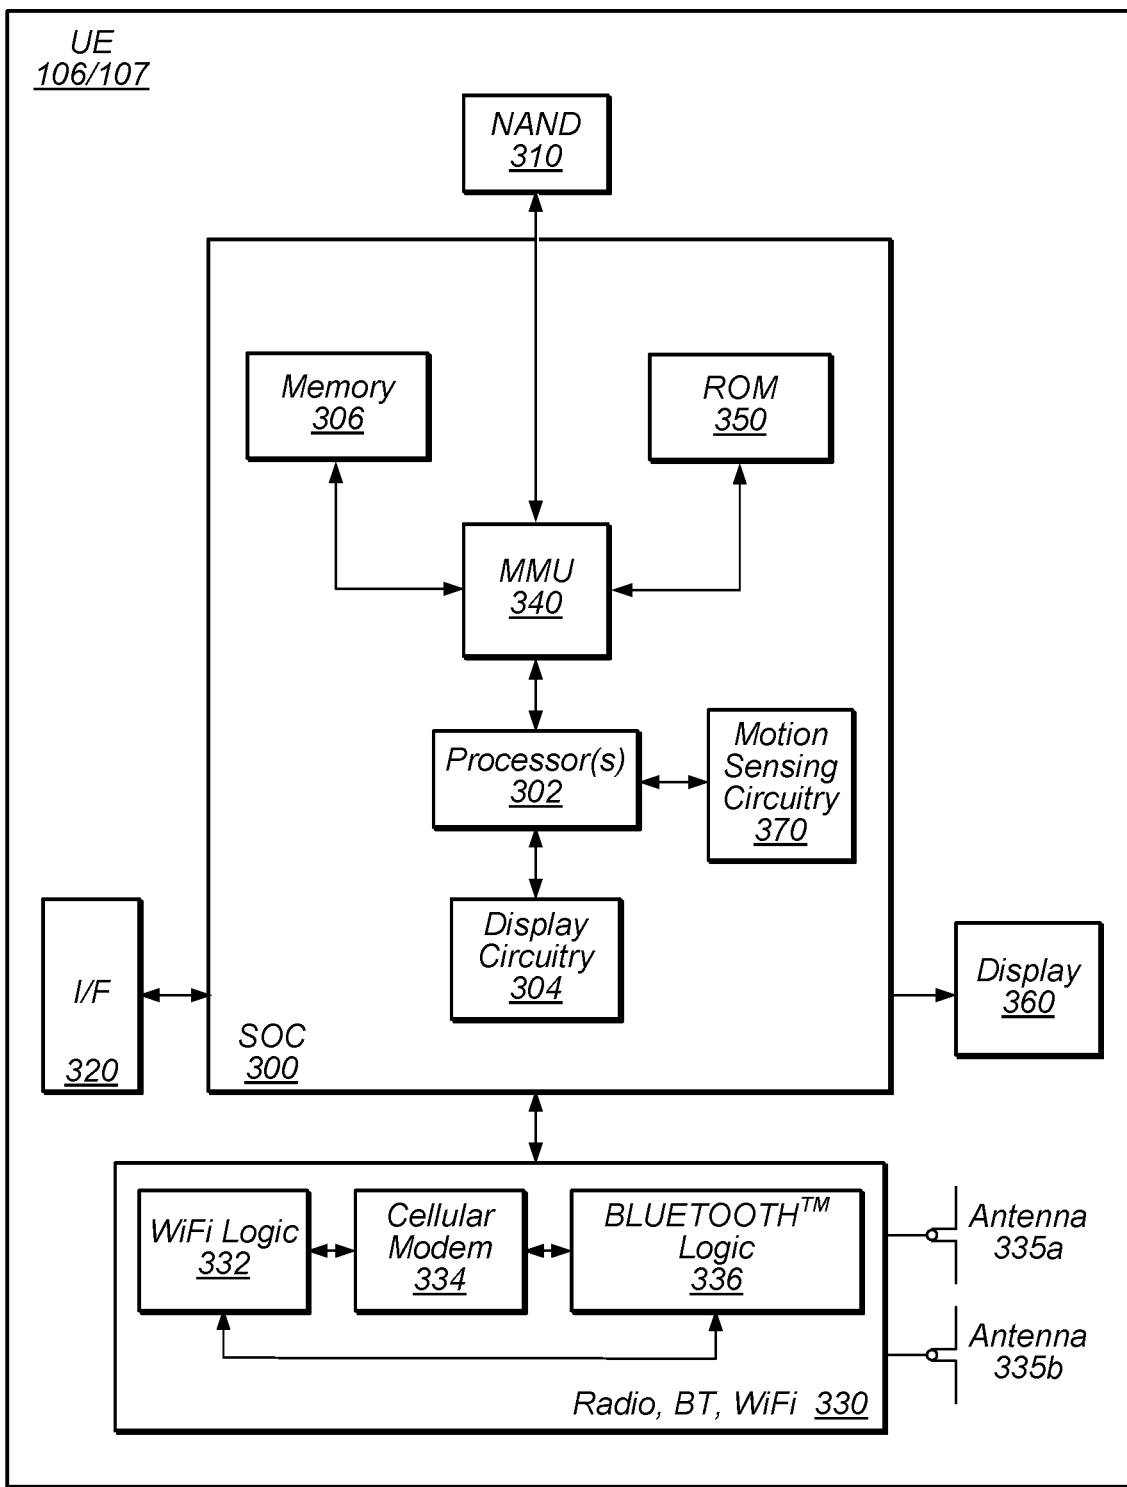 UE
106/107
NAND
310
Memory
306
ROM
350
MMU
340
Processor(s)
302
Motion
Sensing
Circuitry
370
Display
Circuitry
304
I/F
320
SOC
300
Display
360
WiFi Logic
332
Cellular
Modem
334
BLUETOOTH™
Logic
336
Antenna
335a
Antenna
335b
Radio, BT, WiFi 330